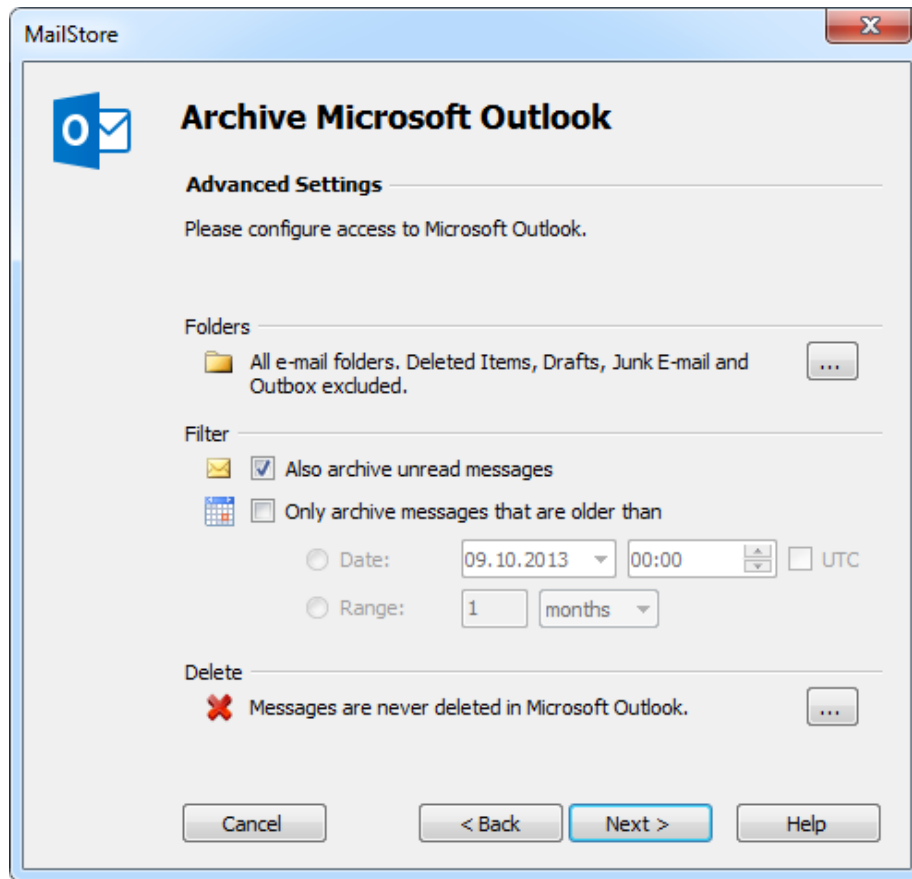 MailStore
Archive Microsoft Outlook
Advanced Settings
Please configure access to Microsoft Outlook.
Folders
All e-mail folders. Deleted Items, Drafts, Junk E-mail and
Outbox excluded.
...
Filter
Also archive unread messages
Only archive messages that are older than
Date: 09.10.2013 00:00 UTC
Range: 1 months
Delete
Messages are never deleted in Microsoft Outlook.
...
Cancel < Back Next > Help